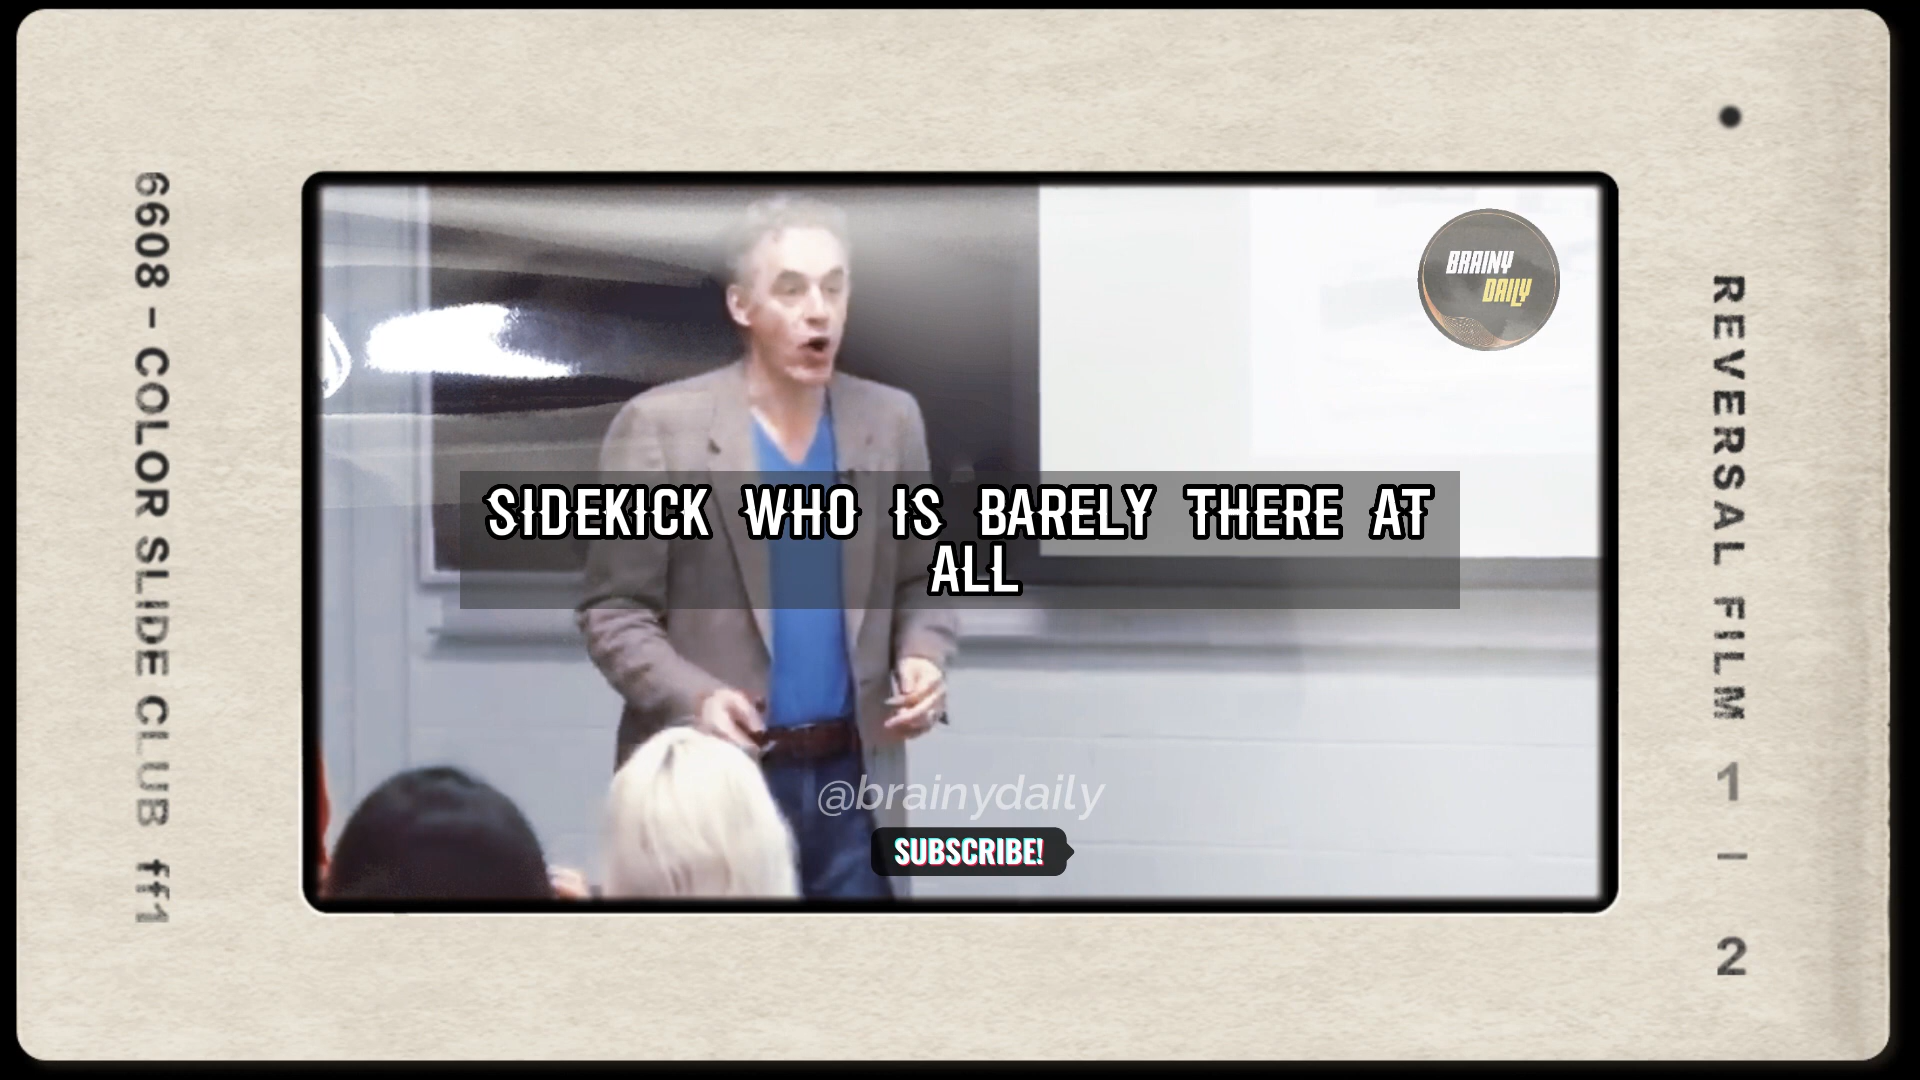 6608 - COLOR SLIDE CLUB ff1
BRAINY
DAILY
SIDEKICK WHO IS BARELY THERE AT
ALL
@brainydaily
SUBSCRIBE!
REVERSAL FILM 1 - 2